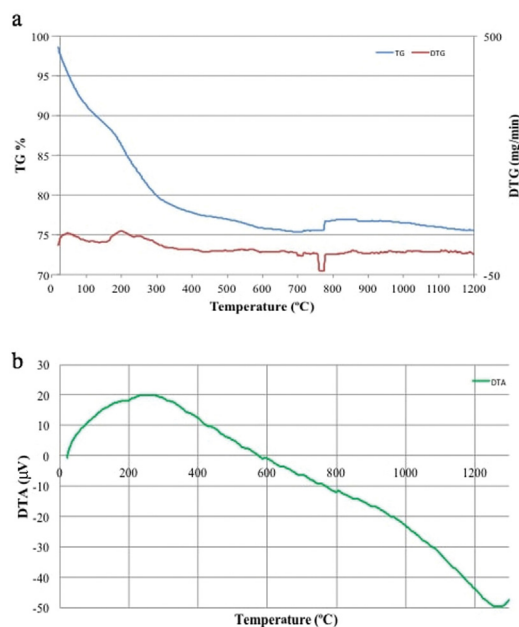 a
100
95
90
85
80
75
70
TG %
500
-50
DTG (mg/min)
TG
DTG
0 100 200 300 400 500 600 700 800 900 1000 1100 1200
Temperature (ºC)
b
30
20
10
0
-10
-20
-30
-40
-50
DTA (µV)
DTA
0 200 400 600 800 1000 1200
Temperature (ºC)